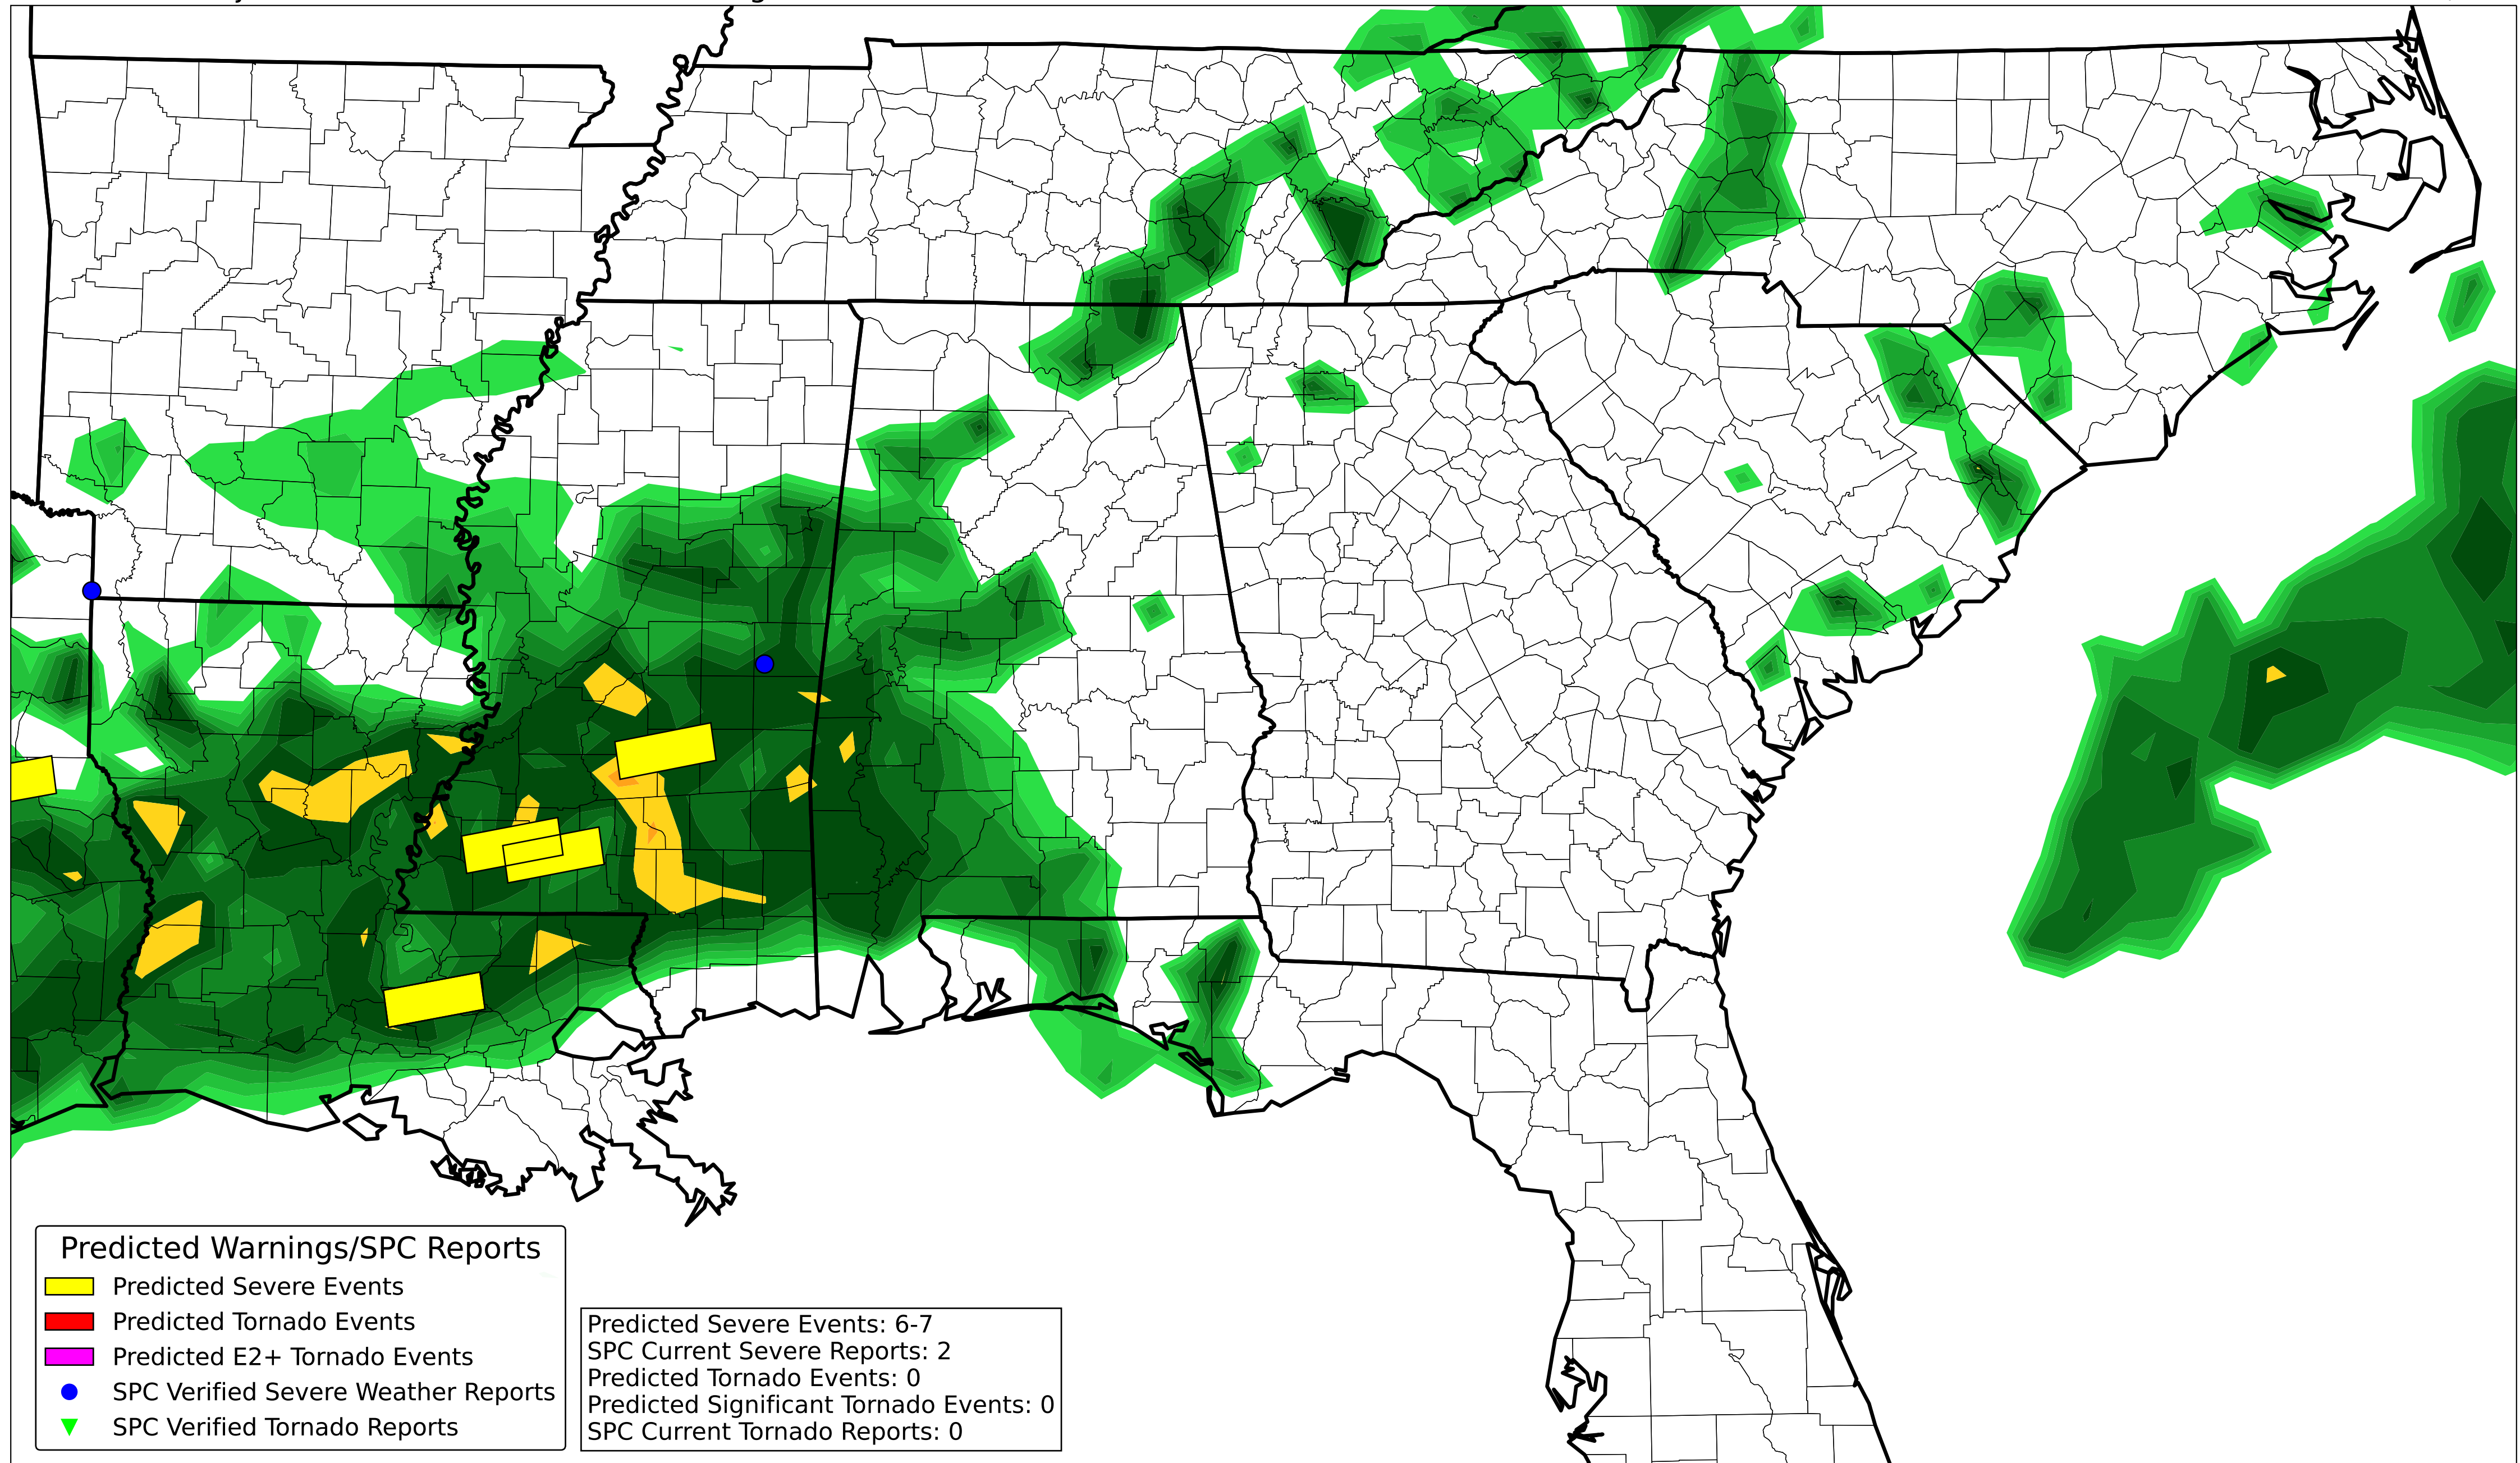 Predicted Warnings/SPC Reports
Predicted Severe Events
Predicted Tornado Events
Predicted E2+ Tornado Events
SPC Verified Severe Weather Reports
SPC Verified Tornado Reports
Predicted Severe Events: 6-7
SPC Current Severe Reports: 2
Predicted Tornado Events: 0
Predicted Significant Tornado Events: 0
SPC Current Tornado Reports: 0